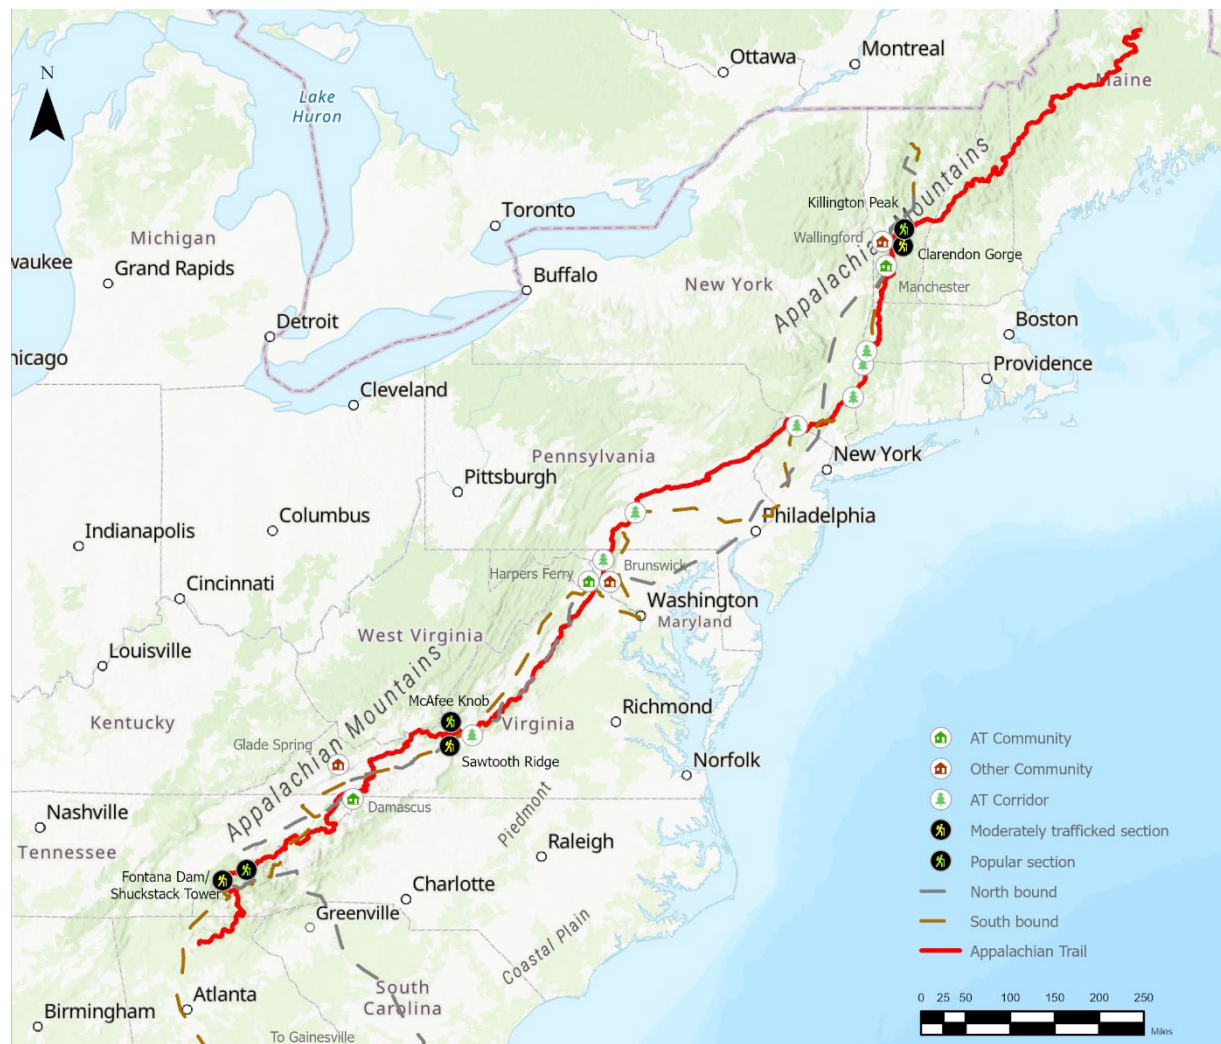 N
Ottawa
Montreal
Maine
Lake
Huron
Appalachian Mountains
Killington Peak
Toronto
Wallingford
Michigan
waukee
Grand Rapids
Clarendon Gorge
Buffalo
New York
Manchester
Detroit
Boston
hicago
Providence
Cleveland
New York
Pennsylvania
Pittsburgh
Columbus
Philadelphia
Indianapolis
Harpers Ferry
Brunswick
Cincinnati
Washington
Maryland
West Virginia
Louisville
Appalachian Mountains
McAfee Knob
Richmond
Kentucky
Virginia
Glade Spring
Sawtooth Ridge
Norfolk
Damascus
Nashville
Piedmont
Raleigh
Tennessee
Fontana Dam/
Shuckstack Tower
Charlotte
Greenville
Coastal Plain
Atlanta
South
Carolina
Birmingham
To Gainesville
AT Community
Other Community
AT Corridor
Moderately trafficked section
Popular section
North bound
South bound
Appalachian Trail
0 25 50 100 150 200 250
Miles